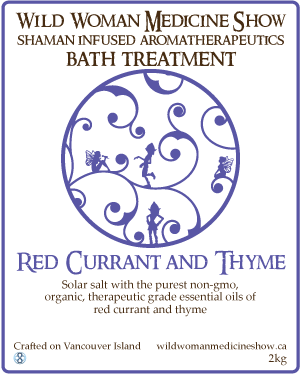 Wild Woman Medicine Show
Shaman Infused Aromatherapeutics
Bath Treatment
Red Currant and Thyme
Solar salt with the purest non-gmo,
organic, therapeutic grade essential oils of
red currant and thyme
Crafted on Vancouver Island wildwomanmedicineshow.ca
2kg